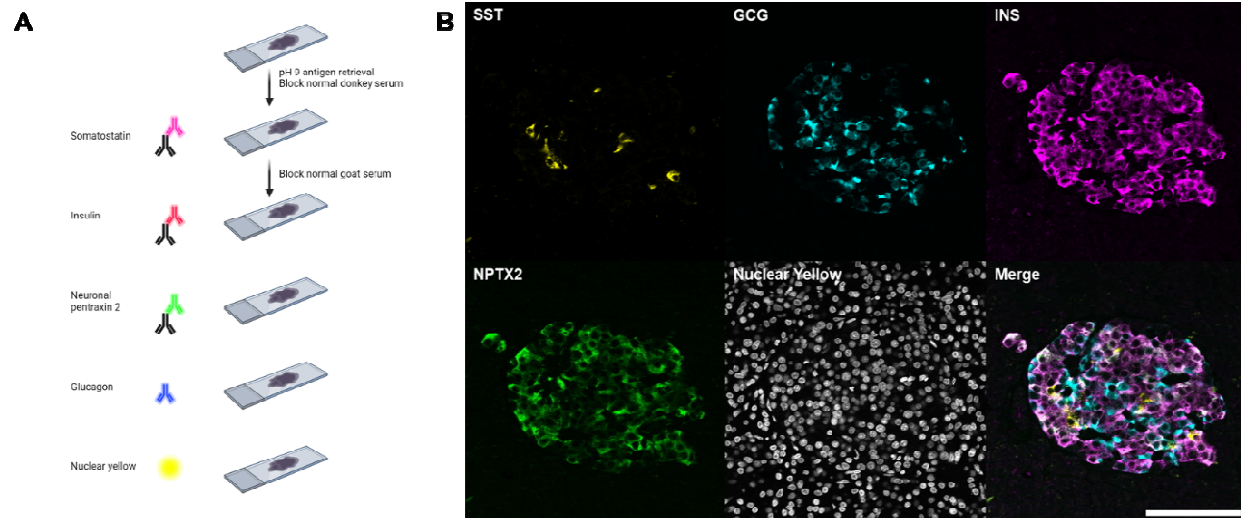 A
pH 9 antigen retrieval
Block normal donkey serum
Somatostatin
Block normal goat serum
Insulin
Neuronal
pentraxin 2
Glucagon
Nuclear yellow
B
SST
GCG
INS
NPTX2
Nuclear Yellow
Merge